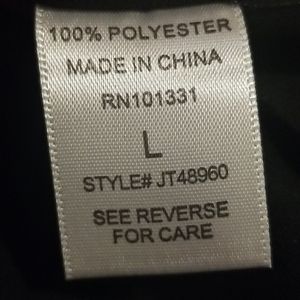 100% POLYESTER
MADE IN CHINA
RN101331
L
STYLE# JT48960
SEE REVERSE
FOR CARE